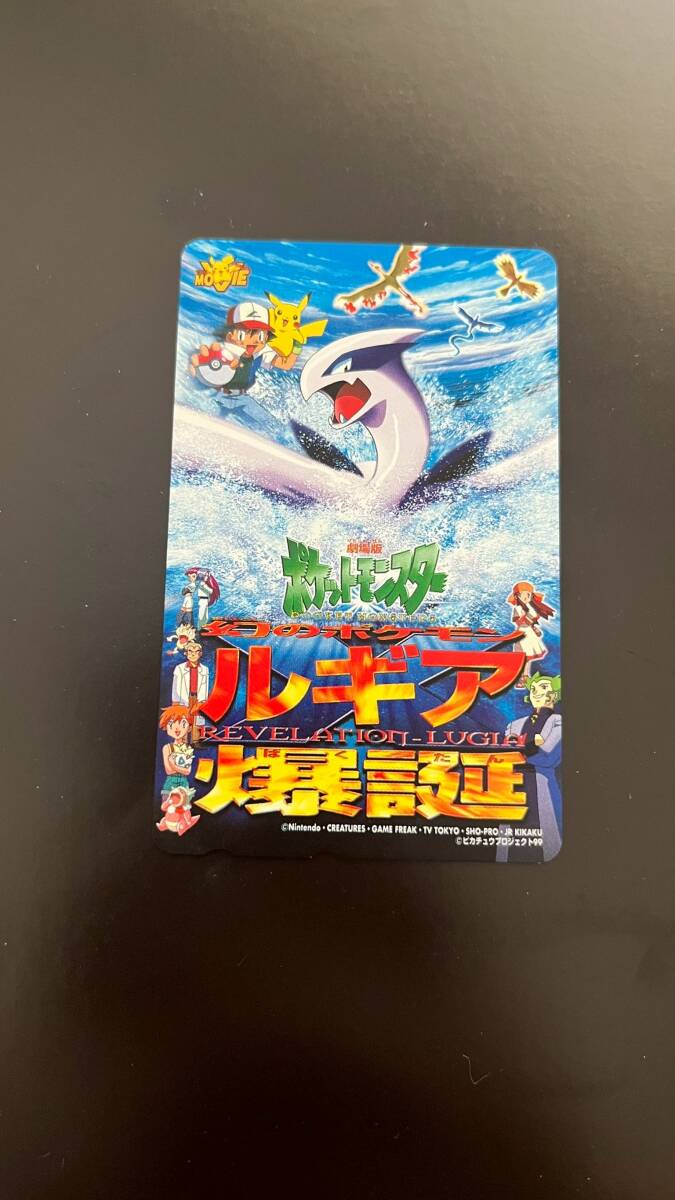 MOVIE
劇場版
ポケットモンスター
POCKET MONSTERS
幻のポケモン
ルギア
REVELATION-LUGIA
ばくたん
爆誕
©Nintendo・CREATURES・GAME FREAK・TV TOKYO・SHO-PRO・JR KIKAKU
©ピカチュウプロジェクト99